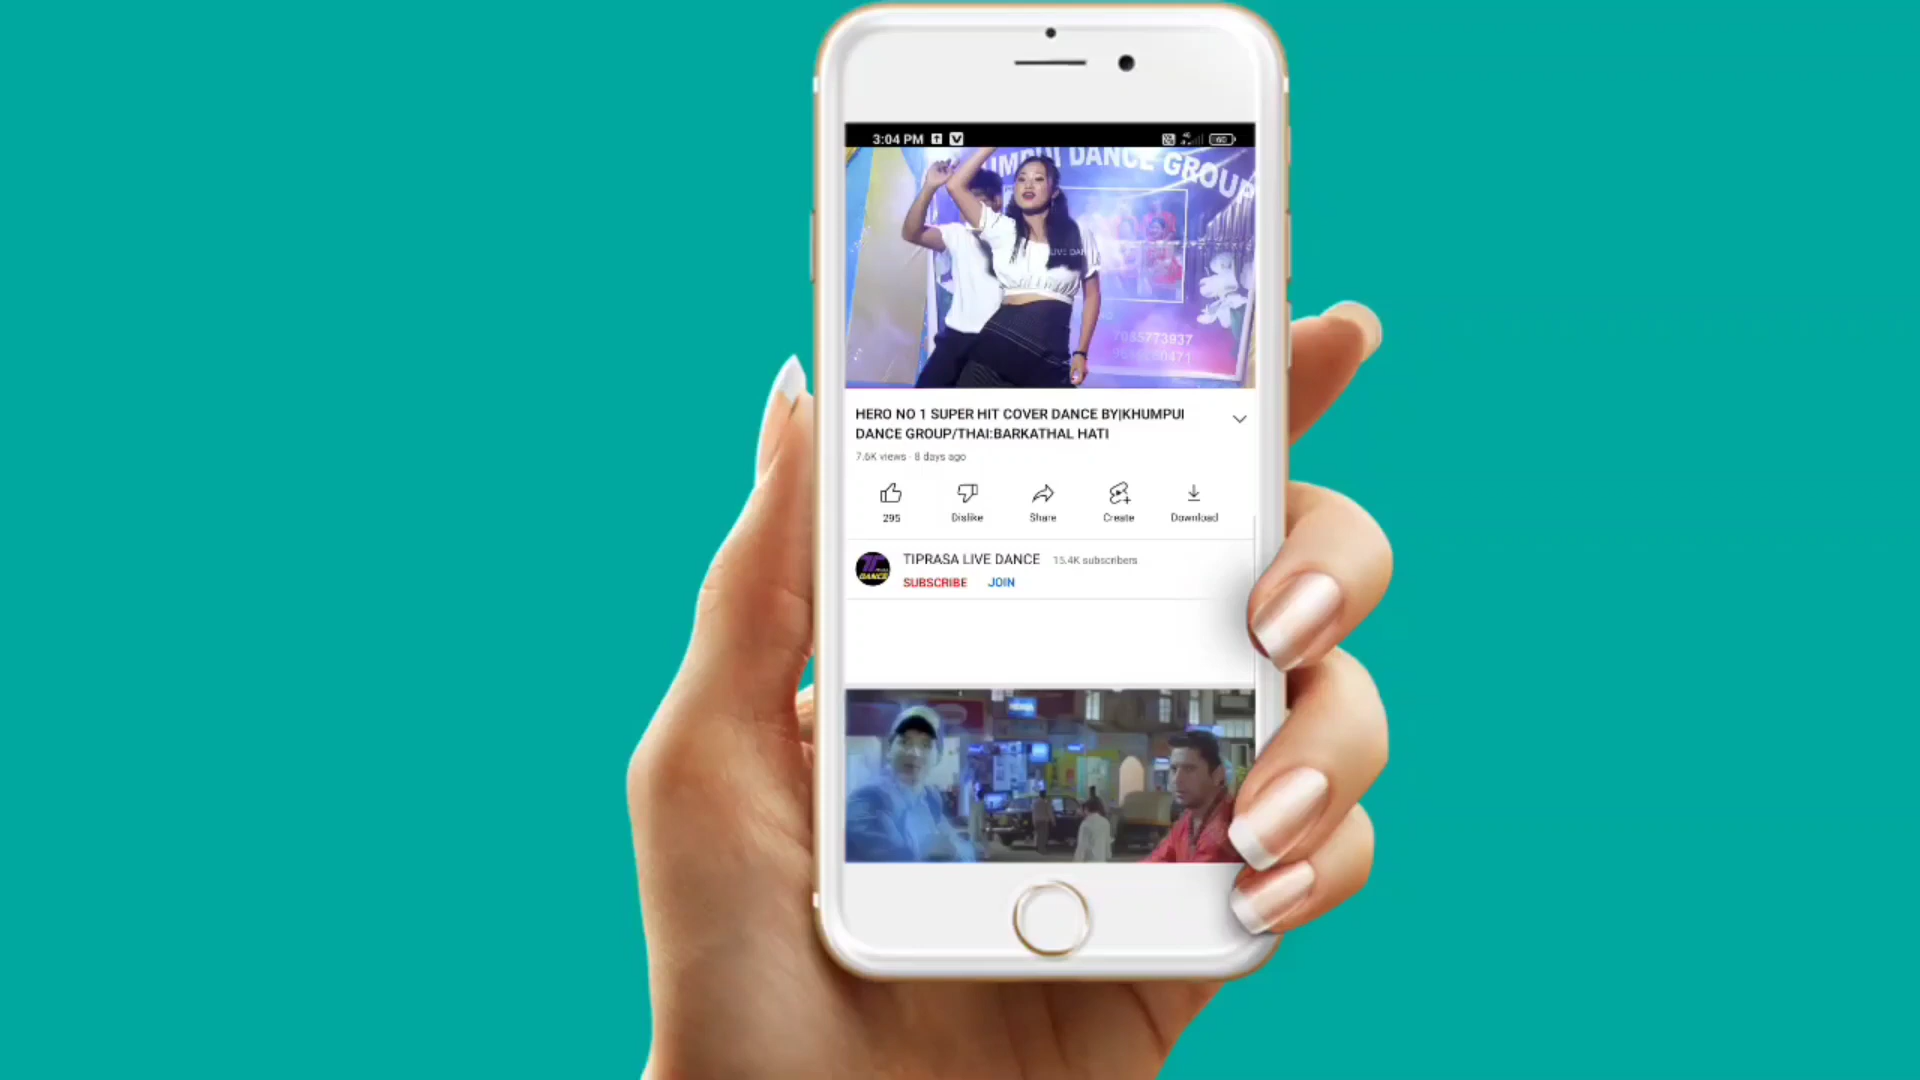 3:04 PM
DANCE GROUP
HERO NO 1 SUPER HIT COVER DANCE BY|KHUMPUI
DANCE GROUP/THAI:BARKATHAL HATI
7.6K views · 8 days ago
295
Dislike
Share
Create
Download
DANCE
TIPRASA LIVE DANCE
15.4K subscribers
SUBSCRIBE
JOIN